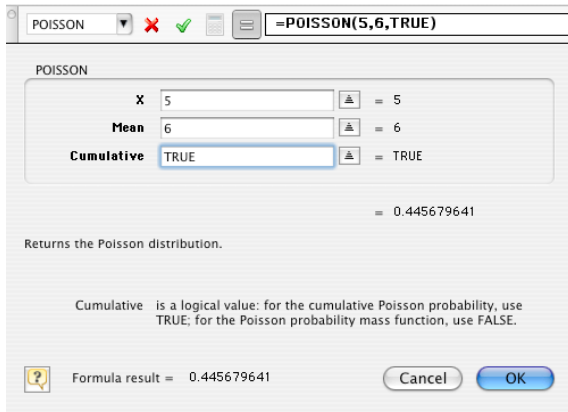 POISSON =POISSON(5,6,TRUE)
POISSON
X 5 = 5
Mean 6 = 6
Cumulative TRUE = TRUE
= 0.445679641
Returns the Poisson distribution.
Cumulative is a logical value: for the cumulative Poisson probability, use
TRUE; for the Poisson probability mass function, use FALSE.
? Formula result = 0.445679641 Cancel OK